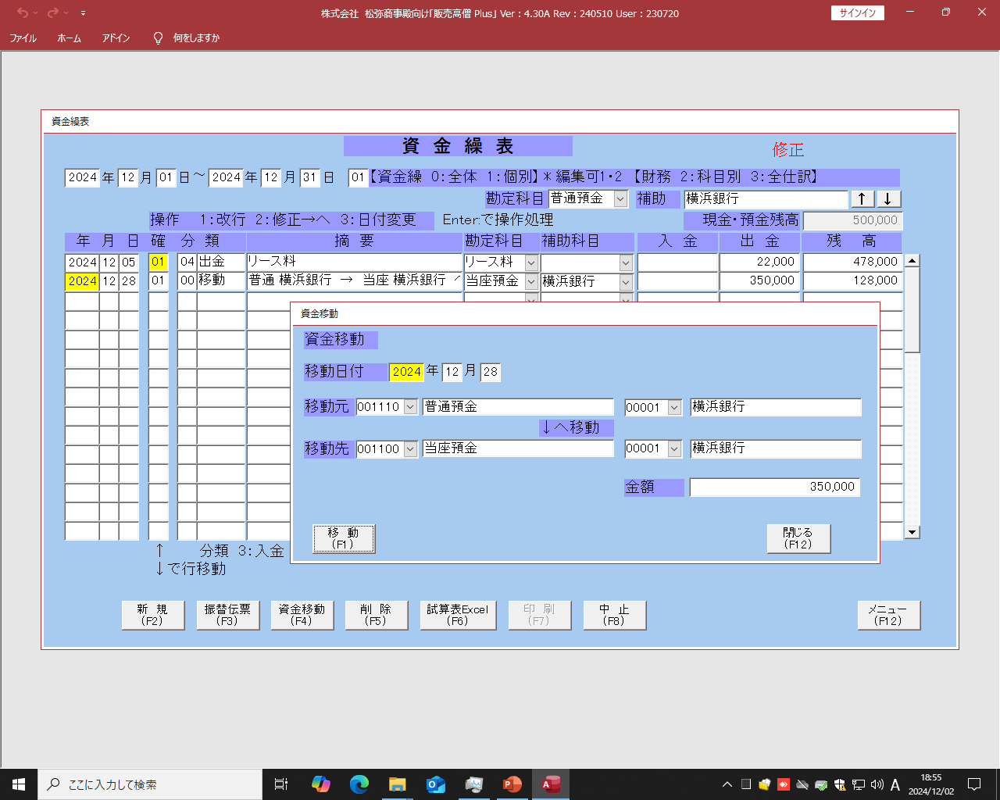 株式会社 松弥商事殿向け「販売高僧 Plus」 Ver : 4.30A Rev : 240510 User : 230720
サインイン
ファイル ホーム アドイン 何をしますか
資金繰表
資 金 繰 表
修正
2024 年 12 月 01 日 ～ 2024 年 12 月 31 日 01 【資金繰 0:全体 1:個別】＊編集可1・2 【財務 2:科目別 3:全仕訳】
勘定科目 普通預金 補助 横浜銀行 ↑ ↓
操作 1:改行 2:修正→へ 3:日付変更 Enter:で操作処理 現金・預金残高 500,000
年 月 日 確 分 類 摘 要 勘定科目 補助科目 入 金 出 金 残 高
2024 12 05 01 04 出金 リース料 リース料 22,000 478,000
2024 12 28 01 00 移動 普通 横浜銀行 → 当座 横浜銀行 当座預金 横浜銀行 350,000 128,000
資金移動
資金移動
移動日付 2024 年 12 月 28
移動元 001110 普通預金 00001 横浜銀行
↓へ移動
移動先 001100 当座預金 00001 横浜銀行
金額 350,000
移 動
(F1)
閉じる
(F12)
↑ 分類 3:入金
↓で行移動
新 規
(F2)
振替伝票
(F3)
資金移動
(F4)
削 除
(F5)
試算表Excel
(F6)
印 刷
(F7)
中 止
(F8)
メニュー
(F12)
ここに入力して検索
A
18:55
2024/12/02